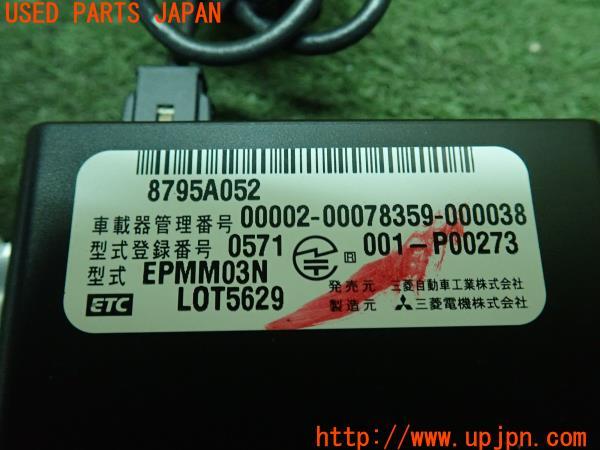 USED PARTS JAPAN
8795A052
車載器管理番号 00002-00078359-000038
型式登録番号 0571 001-P00273
型式 EPMM03N
ETC LOT5629
発売元 三菱自動車工業株式会社
製造元 三菱電機株式会社
(株)UPJ http://www.upjpn.com